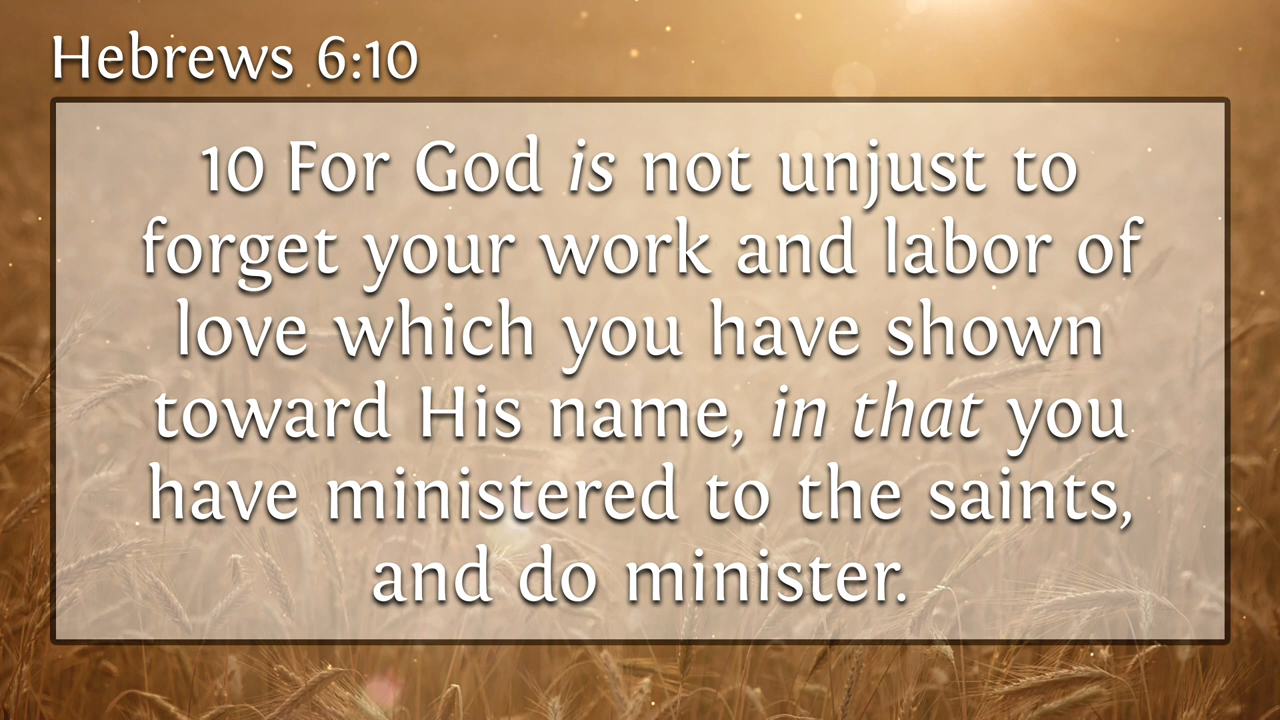 Hebrews 6:10
10 For God is not unjust to
forget your work and labor of
love which you have shown
toward His name, in that you
have ministered to the saints,
and do minister.